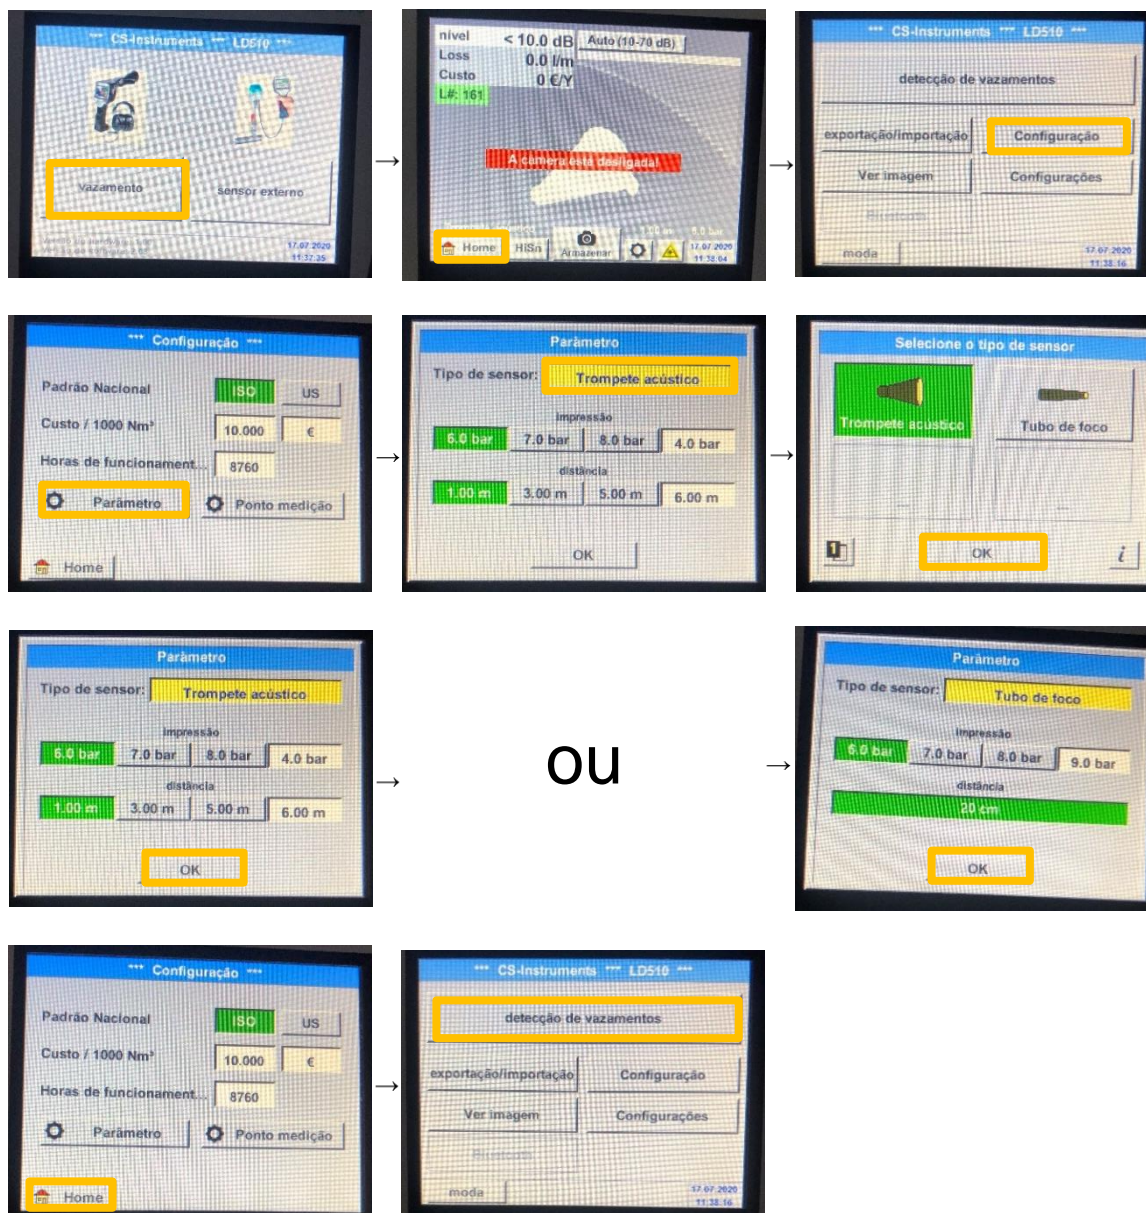 *** CS-Instruments *** LD510 ***
vazamento
sensor externo
17.07.2020
11:37:35
→
nível < 10.0 dB Auto (10-70 dB)
Loss 0.0 l/m
Custo 0 €/Y
L#: 161
A camera está desligada!
Home HiSn Armazenar 17.07.2020
11:38:04
→
*** CS-Instruments *** LD510 ***
detecção de vazamentos
exportação/importação Configuração
Ver imagem Configurações
Bluetooth
moda
17.07.2020
11:38:16
*** Configuração ***
Padrão Nacional ISO US
Custo / 1000 Nm³ 10.000 €
Horas de funcionament... 8760
Parâmetro Ponto medição
Home
→
Parâmetro
Tipo de sensor: Trompete acústico
Impressão
6.0 bar 7.0 bar 8.0 bar 4.0 bar
distância
1.00 m 3.00 m 5.00 m 6.00 m
OK
→
Selecione o tipo de sensor
Trompete acústico Tubo de foco
... ...
1 OK i
Parâmetro
Tipo de sensor: Trompete acústico
Impressão
6.0 bar 7.0 bar 8.0 bar 4.0 bar
distância
1.00 m 3.00 m 5.00 m 6.00 m
OK
→
ou
→
Parâmetro
Tipo de sensor: Tubo de foco
Impressão
6.0 bar 7.0 bar 8.0 bar 9.0 bar
distância
20 cm
OK
*** Configuração ***
Padrão Nacional ISO US
Custo / 1000 Nm³ 10.000 €
Horas de funcionament... 8760
Parâmetro Ponto medição
Home
→
*** CS-Instruments *** LD510 ***
detecção de vazamentos
exportação/importação Configuração
Ver imagem Configurações
Bluetooth
moda
17.07.2020
11:38:16